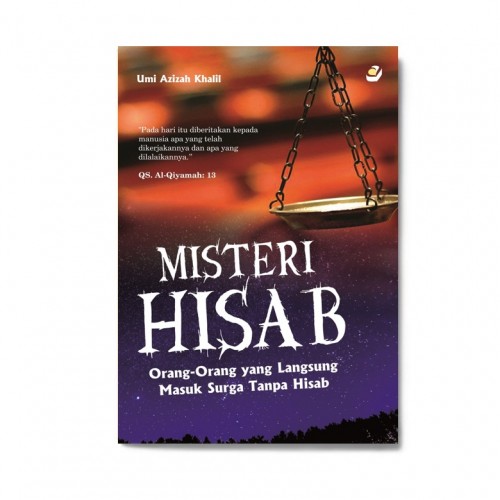 Umi Azizah Khalil
"Pada hari itu diberitakan kepada
manusia apa yang telah
dikerjakannya dan apa yang
dilalaikannya."
QS. Al-Qiyamah: 13
MISTERI
HISAB
Orang-Orang yang Langsung
Masuk Surga Tanpa Hisab